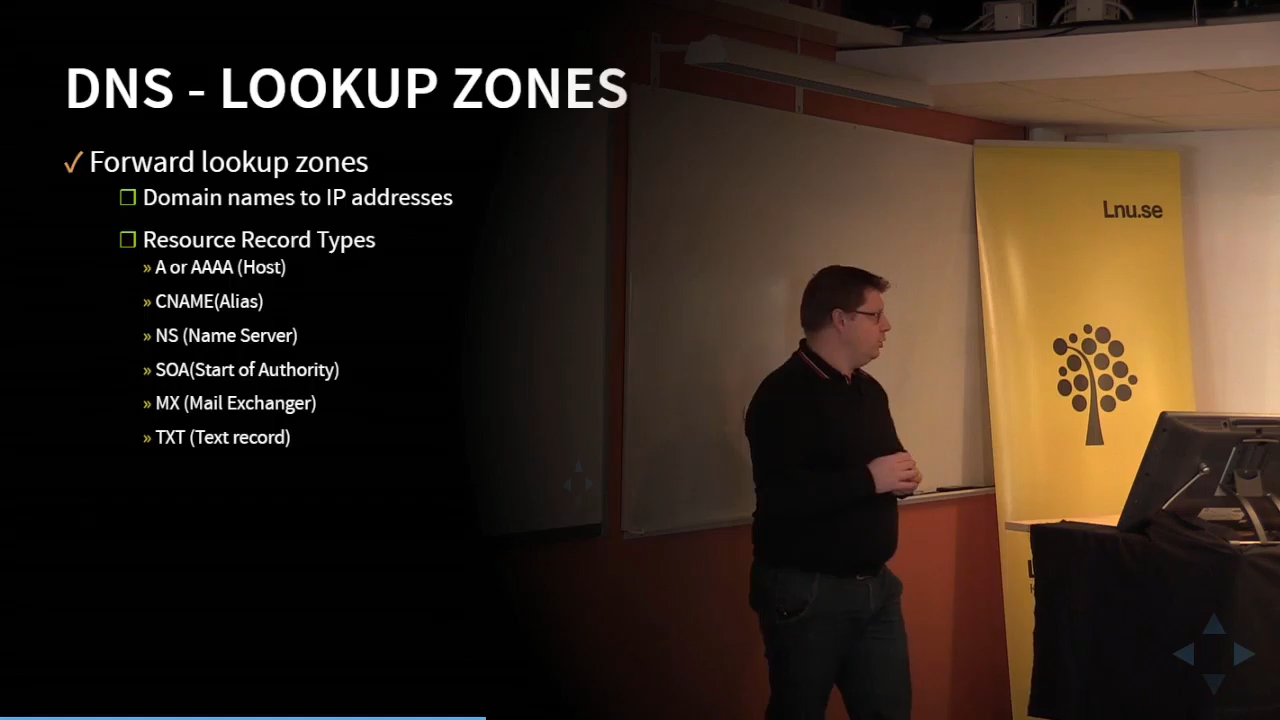 DNS - LOOKUP ZONES
✓ Forward lookup zones
❒ Domain names to IP addresses
❒ Resource Record Types
» A or AAAA (Host)
» CNAME(Alias)
» NS (Name Server)
» SOA(Start of Authority)
» MX (Mail Exchanger)
» TXT (Text record)
Lnu.se